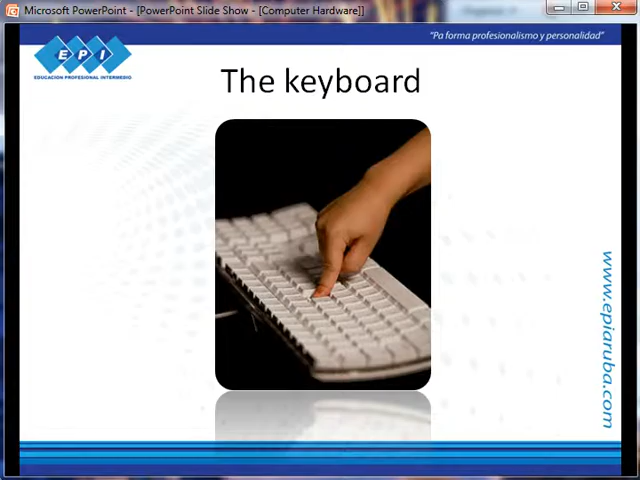 Microsoft PowerPoint - [PowerPoint Slide Show - [Computer Hardware]]
"Pa forma profesionalismo y personalidad"
EPI
EDUCACION PROFESIONAL INTERMEDIO
The keyboard
www.epiaruba.com